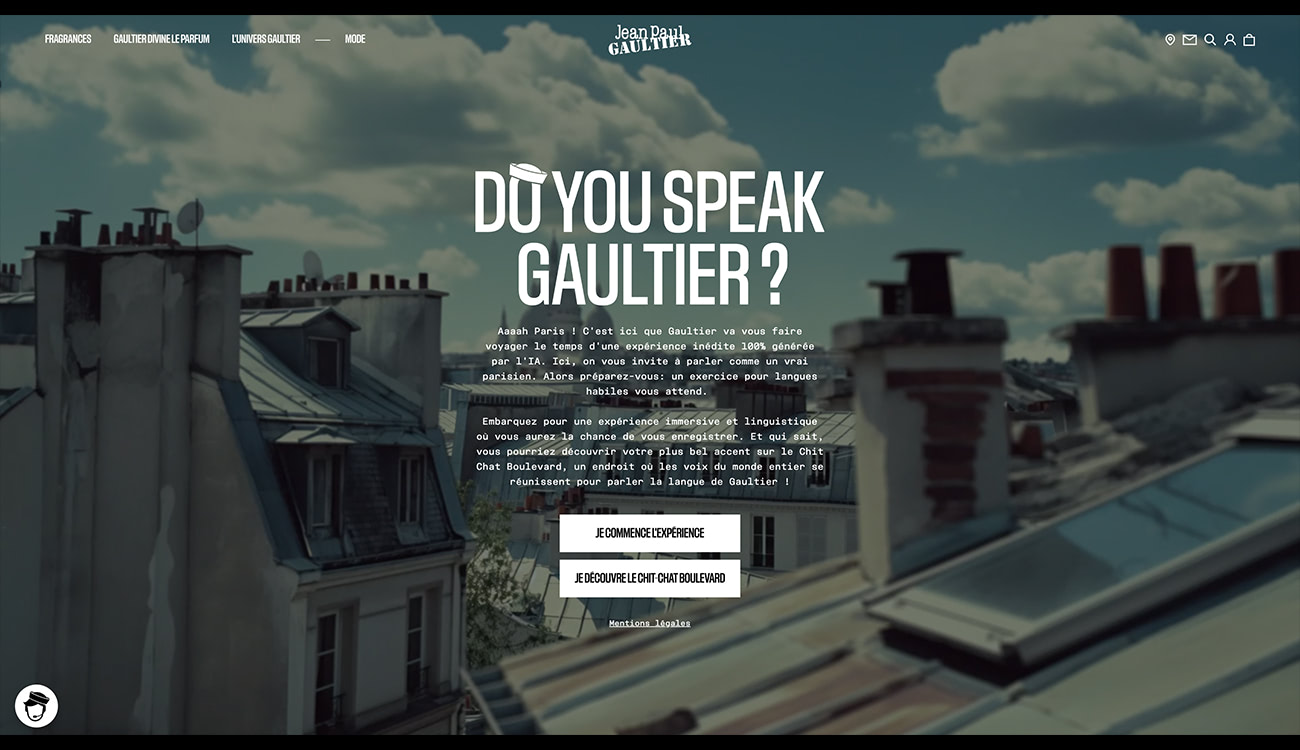 FRAGRANCES
GAULTIER DIVINE LE PARFUM
L'UNIVERS GAULTIER
MODE
Jean Paul
GAULTIER
DO YOU SPEAK
GAULTIER ?
Aaaah Paris ! C'est ici que Gaultier va vous faire
voyager le temps d'une expérience inédite 100% générée
par l'IA. Ici, on vous invite à parler comme un vrai
parisien. Alors préparez-vous: un exercice pour langues
habiles vous attend.
Embarquez pour une expérience immersive et linguistique
où vous aurez la chance de vous enregistrer. Et qui sait,
vous pourriez découvrir votre plus bel accent sur le Chit
Chat Boulevard, un endroit où les voix du monde entier se
réunissent pour parler la langue de Gaultier !
JE COMMENCE L'EXPÉRIENCE
JE DÉCOUVRE LE CHIT-CHAT BOULEVARD
Mentions légales